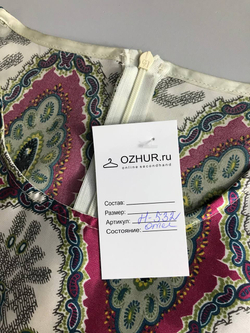 OZHUR.ru
online secondhand
Состав:
Размер:
Артикул:
Состояние: